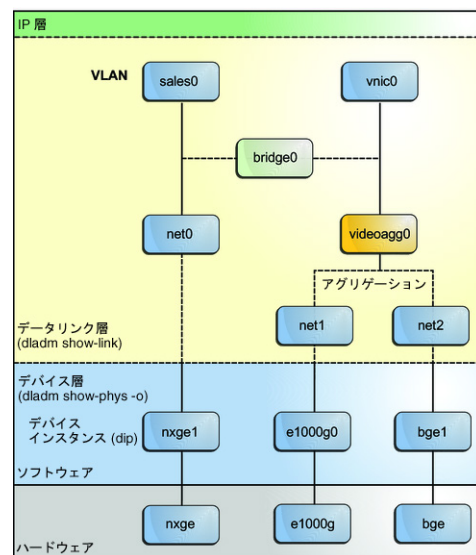 IP 層
VLAN
sales0
vnic0
bridge0
net0
videoagg0
アグリゲーション
net1
net2
データリンク層
(dladm show-link)
デバイス層
(dladm show-phys -o)
デバイス
インスタンス (dip)
nxge1
e1000g0
bge1
ソフトウェア
nxge
e1000g
bge
ハードウェア